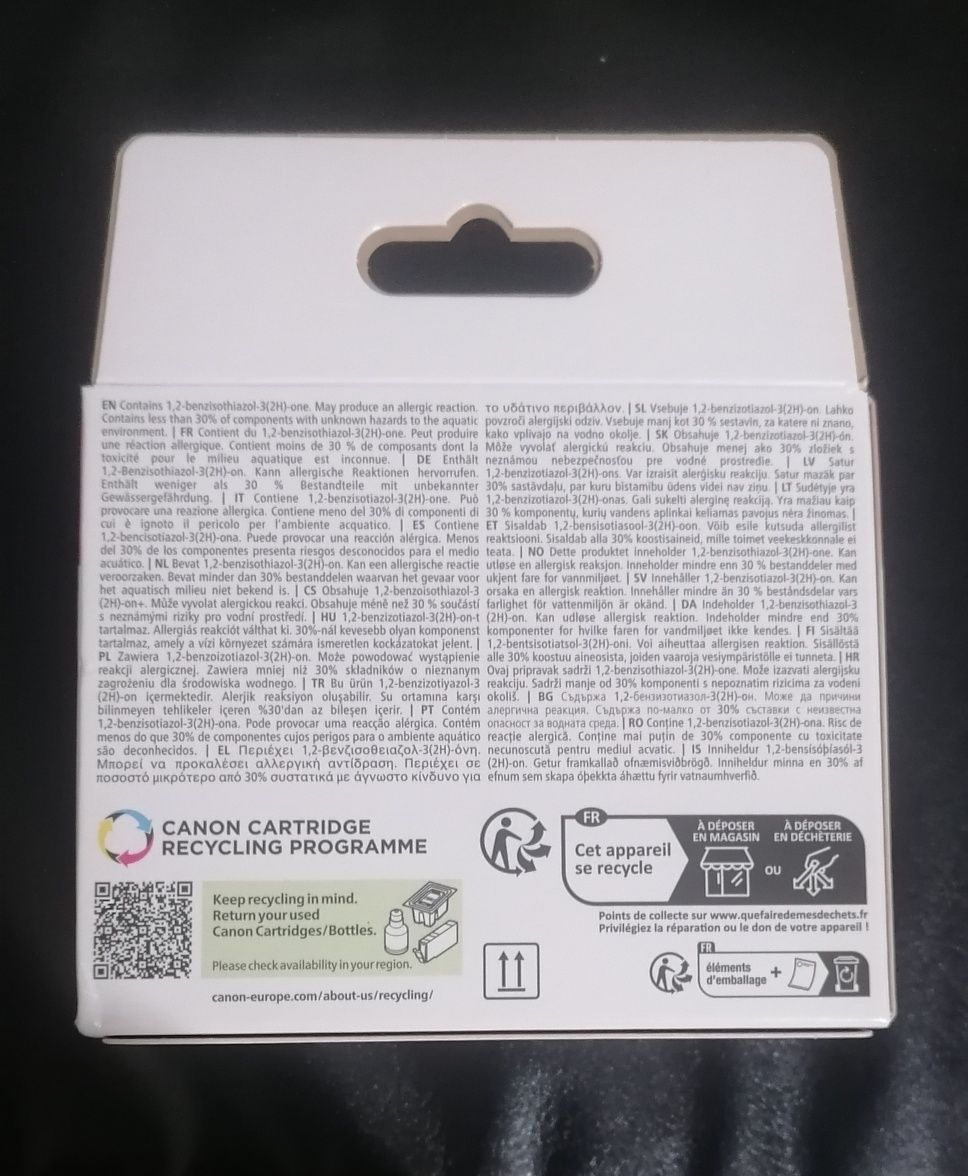 EN Contains 1,2-benzisothiazol-3(2H)-one. May produce an allergic reaction.
Contains less than 30% of components with unknown hazards to the aquatic
environment. | FR Contient du 1,2-benzisothiazol-3(2H)-one. Peut produire
une réaction allergique. Contient moins de 30 % de composants dont la
toxicité pour le milieu aquatique est inconnue. | DE Enthält
1,2-Benzisothiazol-3(2H)-on. Kann allergische Reaktionen hervorrufen.
Enthält weniger als 30 % Bestandteile mit unbekannter
Gewässergefährdung. | IT Contiene 1,2-benzisotiazol-3(2H)-one. Può
provocare una reazione allergica. Contiene meno del 30% di componenti di
cui è ignoto il pericolo per l'ambiente acquatico. | ES Contiene
1,2-bencisotiazol-3(2H)-ona. Puede provocar una reacción alérgica. Menos
del 30% de los componentes presenta riesgos desconocidos para el medio
acuático. | NL Bevat 1,2-benzisothiazol-3(2H)-on. Kan een allergische reactie
veroorzaken. Bevat minder dan 30% bestanddelen waarvan het gevaar voor
het aquatisch milieu niet bekend is. | CS Obsahuje 1,2-benzoisothiazol-3
(2H)-on+. Může vyvolat alergickou reakci. Obsahuje méně než 30 % součástí
s neznámými riziky pro vodní prostředí. | HU 1,2-benzizotiazol-3(2H)-on-t
tartalmaz. Allergiás reakciót válthat ki. 30%-nál kevesebb olyan komponenst
tartalmaz, amely a vízi környezet számára ismeretlen kockázatokat jelent. |
PL Zawiera 1,2-benzoizotiazol-3(2H)-on. Może powodować wystąpienie
reakcji alergicznej. Zawiera mniej niż 30% składników o nieznanym
zagrożeniu dla środowiska wodnego. | TR Bu ürün 1,2-benzizotiyazol-3
(2H)-on içermektedir. Alerjik reaksiyon oluşabilir. Su ortamına karşı
bilinmeyen tehlikeler içeren %30'dan az bileşen içerir. | PT Contém
1,2-benzisotiazol-3(2H)-ona. Pode provocar uma reacção alérgica. Contém
menos do que 30% de componentes cujos perigos para o ambiente aquático
são deconhecidos. | EL Περιέχει 1,2-βενζισοθειαζολ-3(2H)-όνη.
Μπορεί να προκαλέσει αλλεργική αντίδραση. Περιέχει σε
ποσοστό μικρότερο από 30% συστατικά με άγνωστο κίνδυνο για
το υδάτινο περιβάλλον. | SL Vsebuje 1,2-benzizotiazol-3(2H)-on. Lahko
povzroči alergijski odziv. Vsebuje manj kot 30 % sestavin, za katere ni znano,
kako vplivajo na vodno okolje. | SK Obsahuje 1,2-benzizotiazol-3(2H)-ón.
Môže vyvolať alergickú reakciu. Obsahuje menej ako 30% zložiek s
neznámou nebezpečnosťou pre vodné prostredie. | LV Satur
1,2-benzizotiazol-3(2H)-ons. Var izraisīt alerģisku reakciju. Satur mazāk par
30% sastāvdaļu, par kuru bīstamību ūdens videi nav ziņu. | LT Sudėtyje yra
1,2-benzizotiazol-3(2H)-onas. Gali sukelti alerginę reakciją. Yra mažiau kaip
30 % komponentų, kurių vandens aplinkai keliamas pavojus nėra žinomas. |
ET Sisaldab 1,2-bensisotiasool-3(2H)-oon. Võib esile kutsuda allergilist
reaktsiooni. Sisaldab alla 30% koostisaineid, mille toimet veekeskkonnale ei
teata. | NO Dette produktet inneholder 1,2-benzisothiazol-3(2H)-one. Kan
utløse en allergisk reaksjon. Inneholder mindre enn 30 % bestanddeler med
ukjent fare for vannmiljøet. | SV Innehåller 1,2-benzisotiazol-3(2H)-on. Kan
orsaka en allergisk reaktion. Innehåller mindre än 30 % beståndsdelar vars
farlighet för vattenmiljön är okänd. | DA Indeholder 1,2-benzisothiazol-3
(2H)-on. Kan udløse allergisk reaktion. Indeholder mindre end 30%
komponenter for hvilke faren for vandmiljøet ikke kendes. | FI Sisältää
1,2-bentsisotiatsol-3(2H)-oni. Voi aiheuttaa allergisen reaktion. Sisällöstä
alle 30% koostuu aineosista, joiden vaaroja vesiympäristölle ei tunneta. | HR
Ovaj pripravak sadrži 1,2-benzisothiazol-3(2H)-one. Može izazvati alergijsku
reakciju. Sadrži manje od 30% komponenti s nepoznatim rizicima za vodeni
okoliš. | BG Съдържа 1,2-бензизотиазол-3(2H)-он. Може да причини
алергична реакция. Съдържа по-малко от 30% съставки с неизвестна
опасност за водната среда. | RO Conține 1,2-benzisotiazol-3(2H)-ona. Risc de
reacție alergică. Conține mai puțin de 30% componente cu toxicitate
necunoscută pentru mediul acvatic. | IS Inniheldur 1,2-bensísóþíasól-3
(2H)-on. Getur framkallað ofnæmisviðbrögð. Inniheldur minna en 30% af
efnum sem skapa óþekkta áhættu fyrir vatnaumhverfið.
CANON CARTRIDGE
RECYCLING PROGRAMME
Keep recycling in mind.
Return your used
Canon Cartridges/Bottles.
Please check availability in your region.
canon-europe.com/about-us/recycling/
FR
Cet appareil
se recycle
À DÉPOSER
EN MAGASIN
OU
À DÉPOSER
EN DÉCHÈTERIE
Points de collecte sur www.quefairedemesdechets.fr
Privilégiez la réparation ou le don de votre appareil !
FR
éléments
d'emballage +